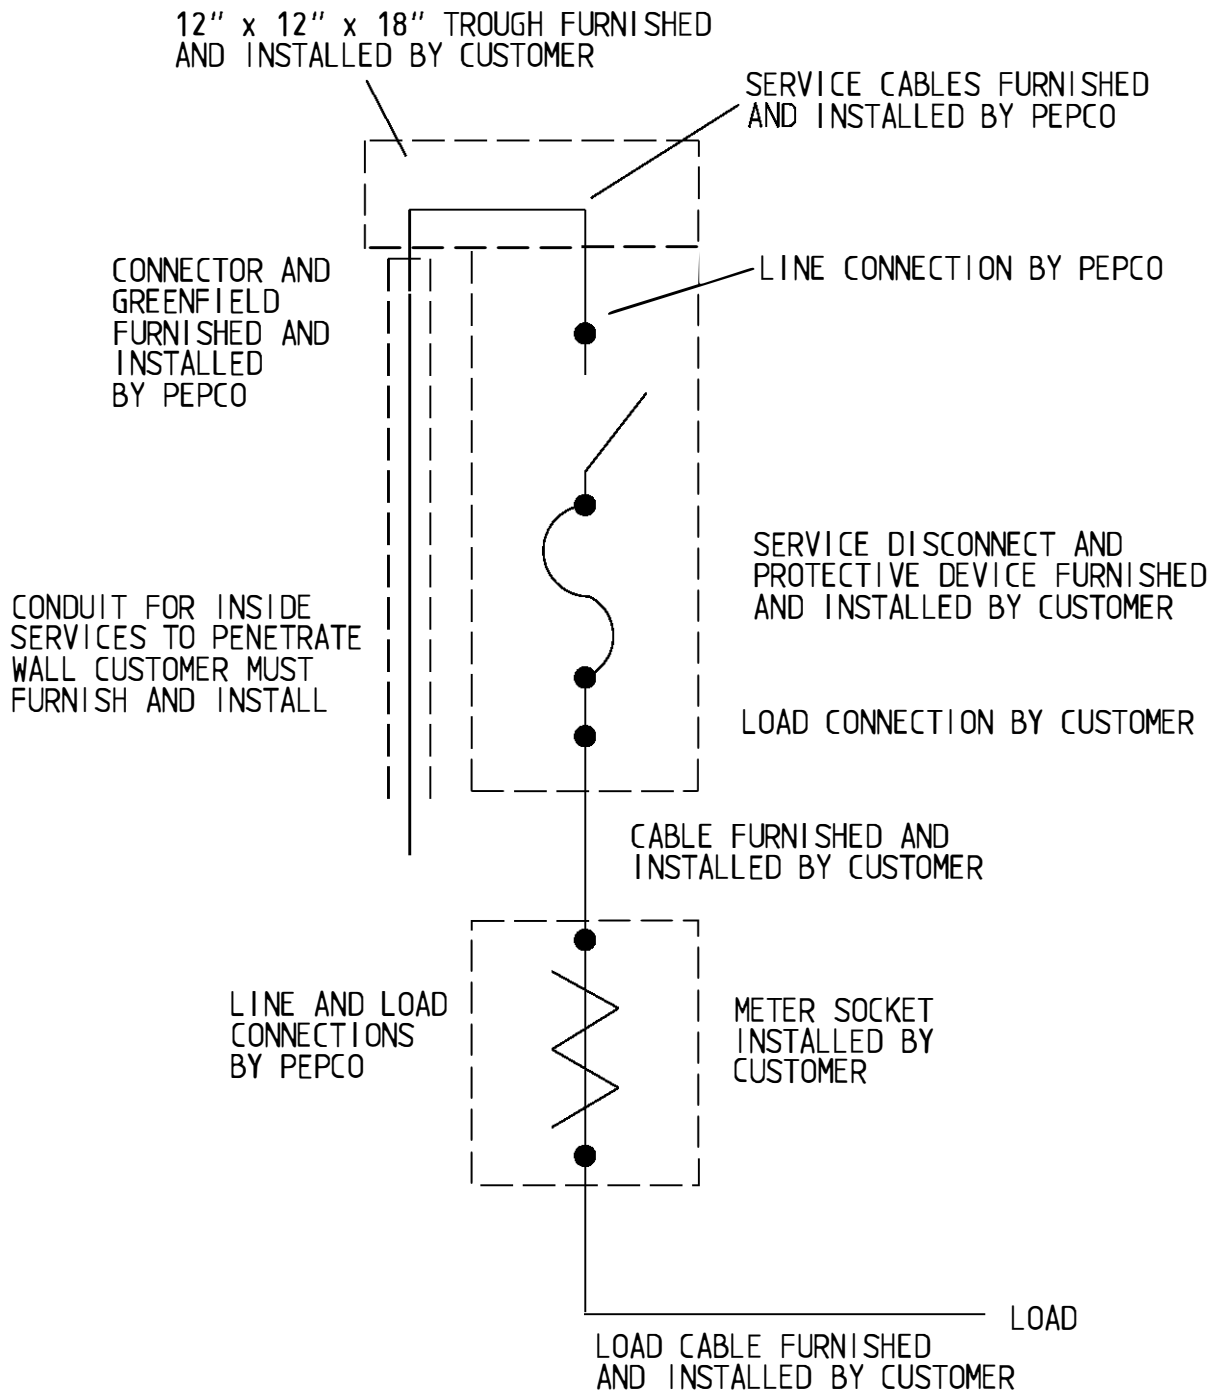 12" x 12" x 18" TROUGH FURNISHED
AND INSTALLED BY CUSTOMER
SERVICE CABLES FURNISHED
AND INSTALLED BY PEPCO
CONNECTOR AND
GREENFIELD
FURNISHED AND
INSTALLED
BY PEPCO
LINE CONNECTION BY PEPCO
SERVICE DISCONNECT AND
PROTECTIVE DEVICE FURNISHED
AND INSTALLED BY CUSTOMER
CONDUIT FOR INSIDE
SERVICES TO PENETRATE
WALL CUSTOMER MUST
FURNISH AND INSTALL
LOAD CONNECTION BY CUSTOMER
CABLE FURNISHED AND
INSTALLED BY CUSTOMER
LINE AND LOAD
CONNECTIONS
BY PEPCO
METER SOCKET
INSTALLED BY
CUSTOMER
LOAD
LOAD CABLE FURNISHED
AND INSTALLED BY CUSTOMER